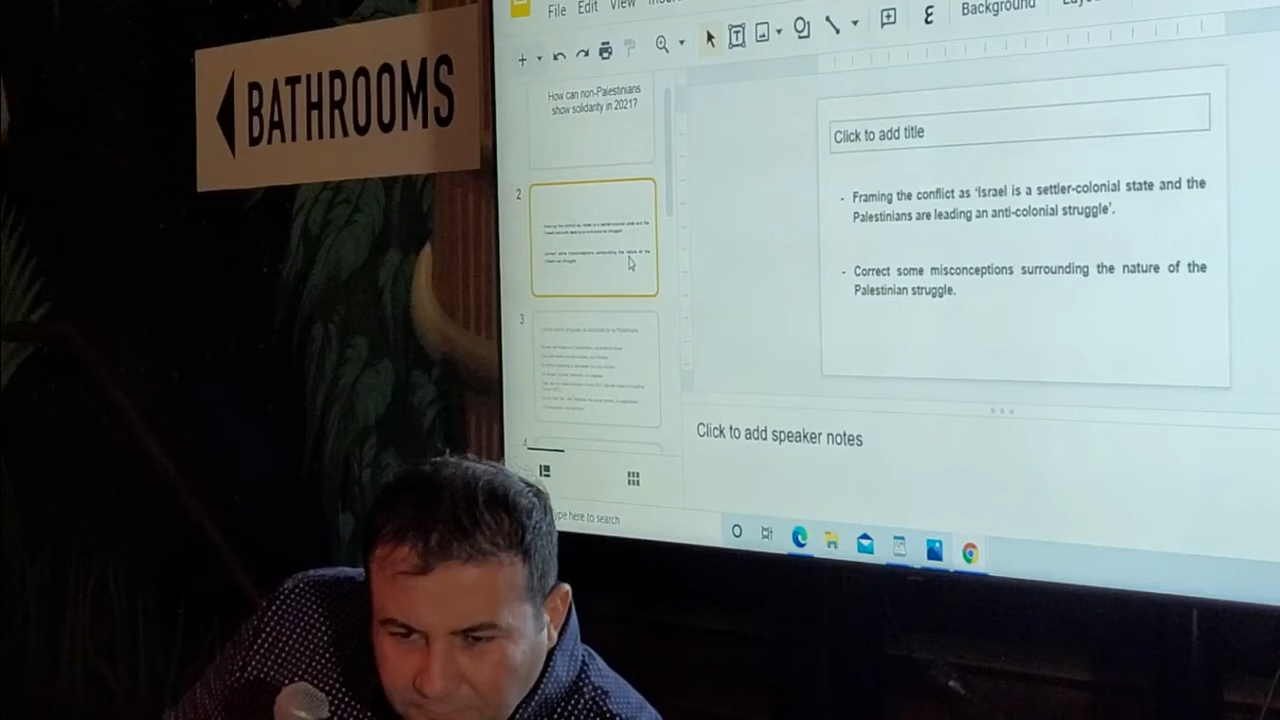 BATHROOMS
File Edit View
Background
How can non-Palestinians
show solidarity in 2021?
2
3
4
Click to add title
- Framing the conflict as 'Israel is a settler-colonial state and the
Palestinians are leading an anti-colonial struggle'.
- Correct some misconceptions surrounding the nature of the
Palestinian struggle.
Click to add speaker notes
ype here to search